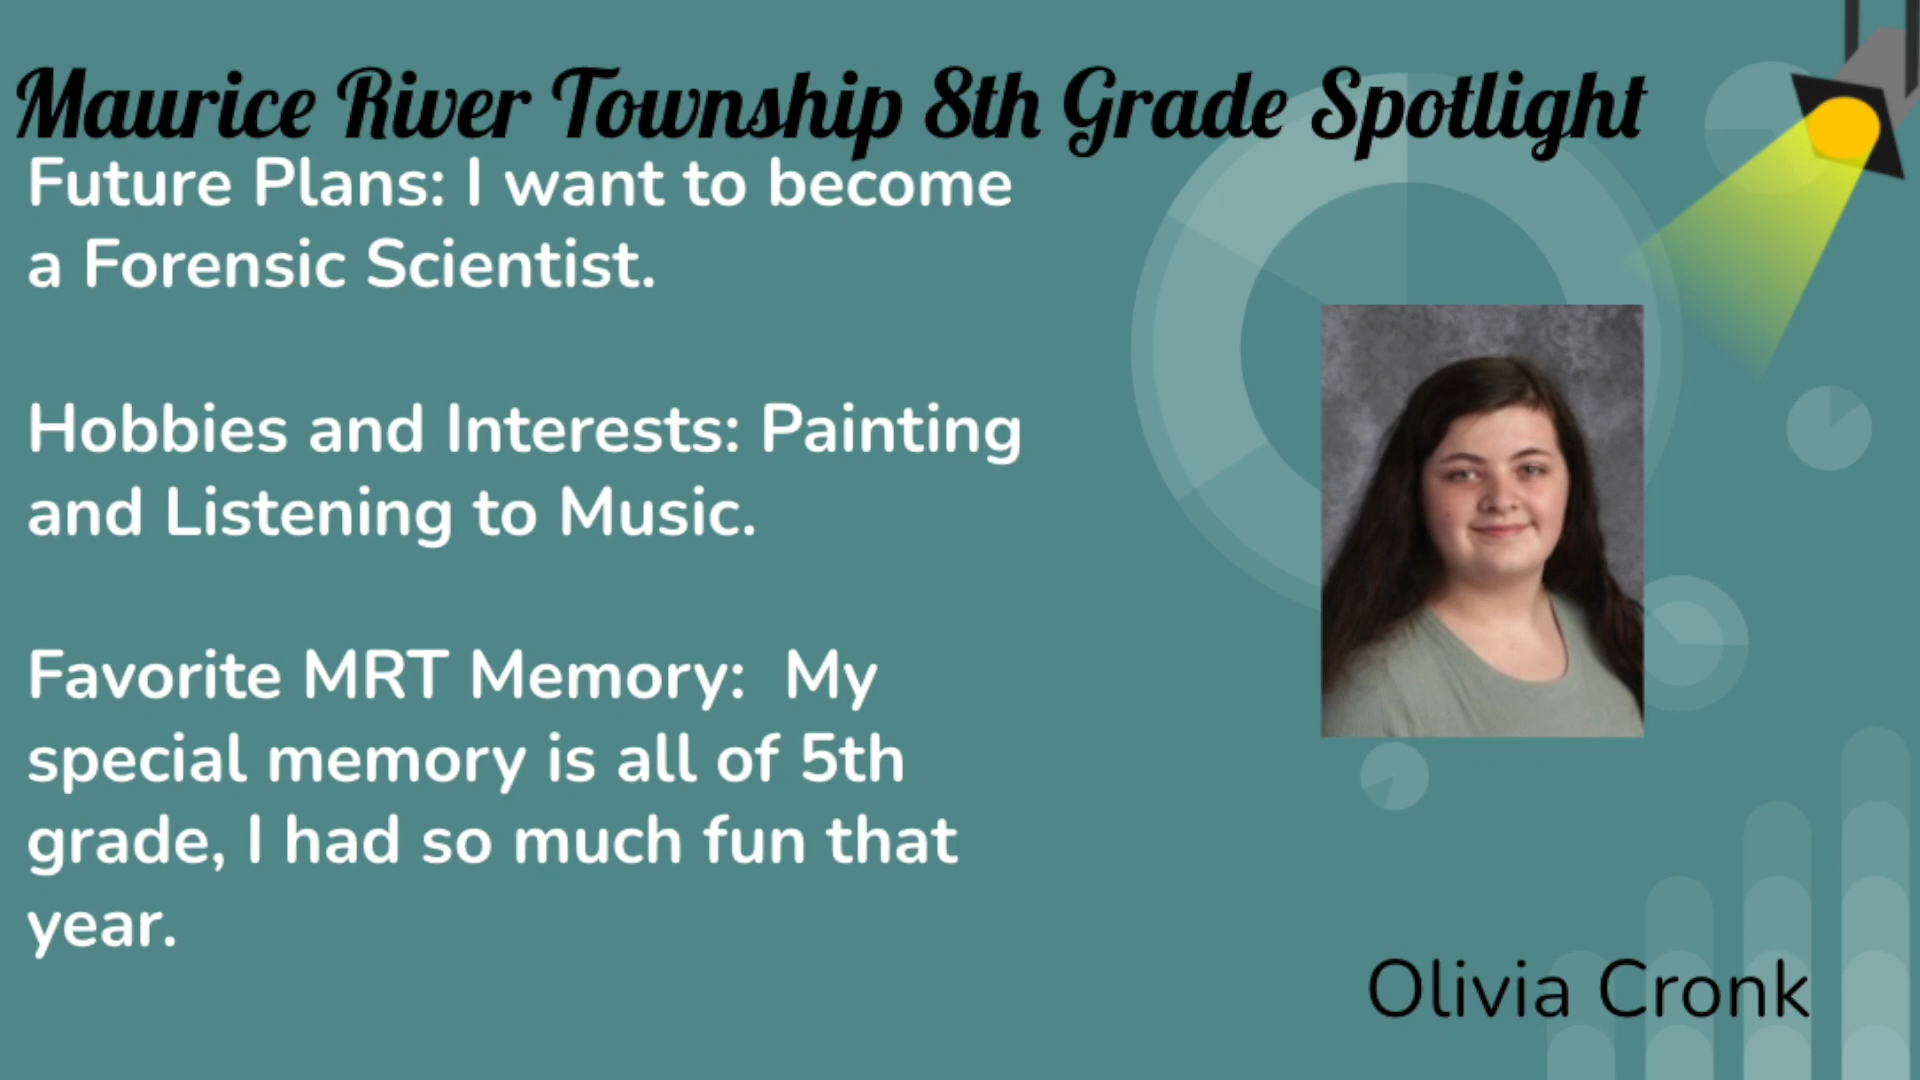 Maurice River Township 8th Grade Spotlight
Future Plans: I want to become
a Forensic Scientist.
Hobbies and Interests: Painting
and Listening to Music.
Favorite MRT Memory:  My
special memory is all of 5th
grade, I had so much fun that
year.
Olivia Cronk